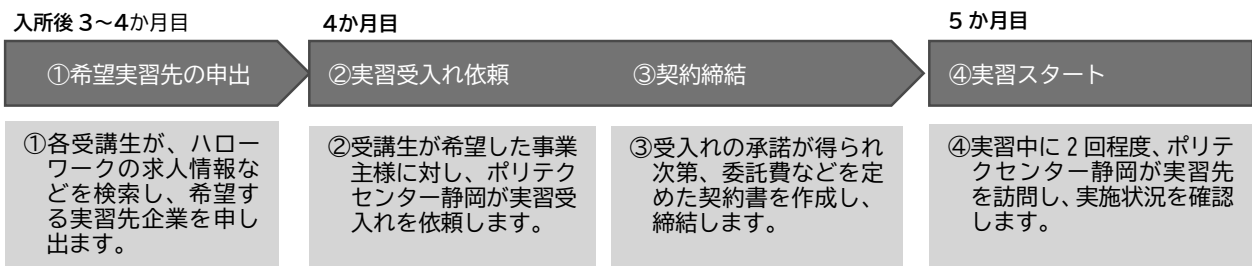 入所後3～4か月目
4か月目
5か月目
①希望実習先の申出
②実習受入れ依頼
③契約締結
④実習スタート
①各受講生が、ハロー
ワークの求人情報な
どを検索し、希望す
る実習先企業を申し
出ます。
②受講生が希望した事業
主様に対し、ポリテク
センター静岡が実習受
入れを依頼します。
③受入れの承諾が得られ
次第、委託費などを定
めた契約書を作成し、
締結します。
④実習中に2回程度、ポリテ
クセンター静岡が実習先
を訪問し、実施状況を確認
します。